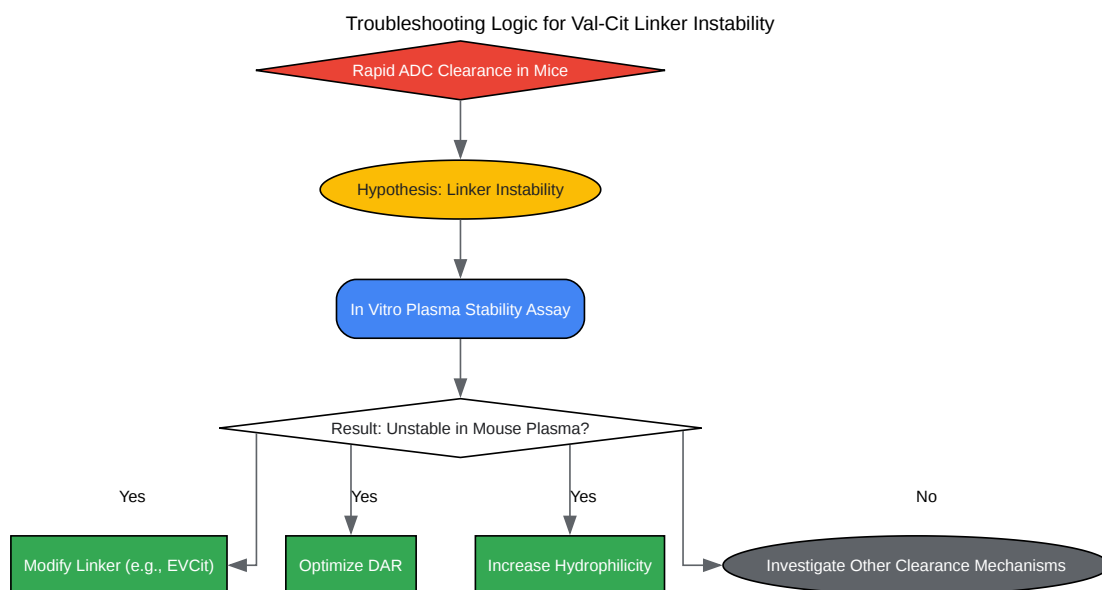 Troubleshooting Logic for Val-Cit Linker Instability
Rapid ADC Clearance in Mice
Hypothesis: Linker Instability
In Vitro Plasma Stability Assay
Result: Unstable in Mouse Plasma?
Yes
Yes
Yes
No
Modify Linker (e.g., EVCit)
Optimize DAR
Increase Hydrophilicity
Investigate Other Clearance Mechanisms